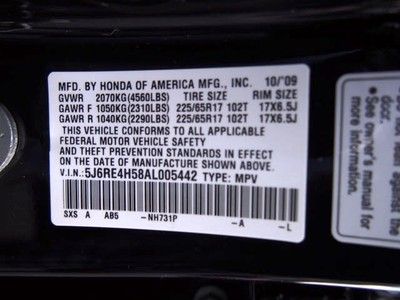 MFD. BY HONDA OF AMERICA MFG., INC. 10/'09
GVWR 2070KG(4560LBS) TIRE SIZE RIM SIZE
GAWR F 1050KG(2310LBS) 225/65R17 102T 17X6.5J
GAWR R 1040KG(2290LBS) 225/65R17 102T 17X6.5J
THIS VEHICLE CONFORMS TO ALL APPLICABLE
FEDERAL MOTOR VEHICLE SAFETY
AND THEFT PREVENTION STANDARDS IN EFFECT
ON THE DATE OF MANUFACTURE SHOWN ABOVE.
V.I.N.: 5J6RE4H58AL005442 TYPE: MPV
SXS A AB5 -NH731P -A -L
not
See owner's
manual for
more